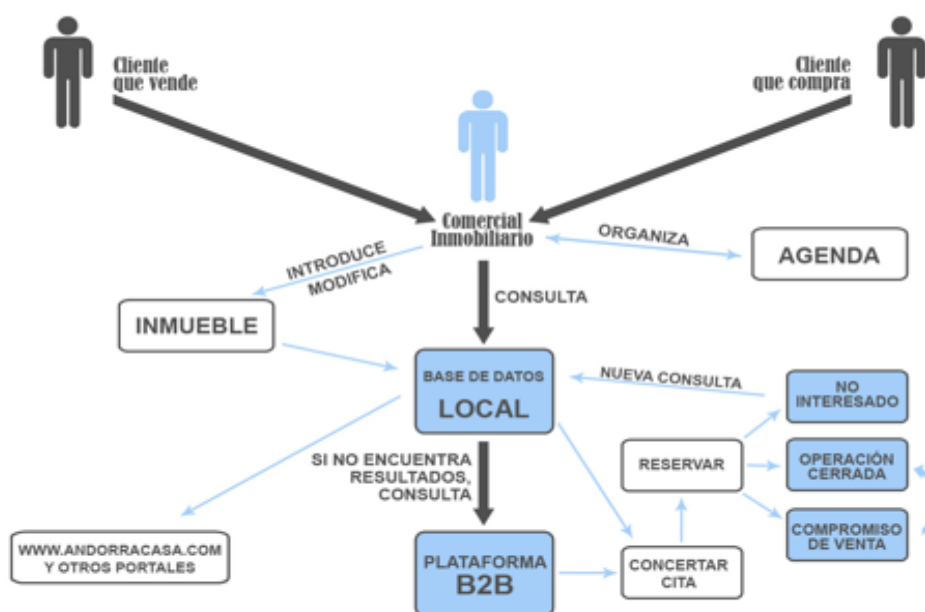 Cliente
que vende
Cliente
que compra
Comercial
Inmobiliario
ORGANIZA
AGENDA
INTRODUCE
MODIFICA
CONSULTA
INMUEBLE
BASE DE DATOS
LOCAL
NUEVA CONSULTA
NO
INTERESADO
SI NO ENCUENTRA
RESULTADOS,
CONSULTA
RESERVAR
OPERACIÓN
CERRADA
COMPROMISO
DE VENTA
WWW.ANDORRACASA.COM
Y OTROS PORTALES
PLATAFORMA
B2B
CONCERTAR
CITA